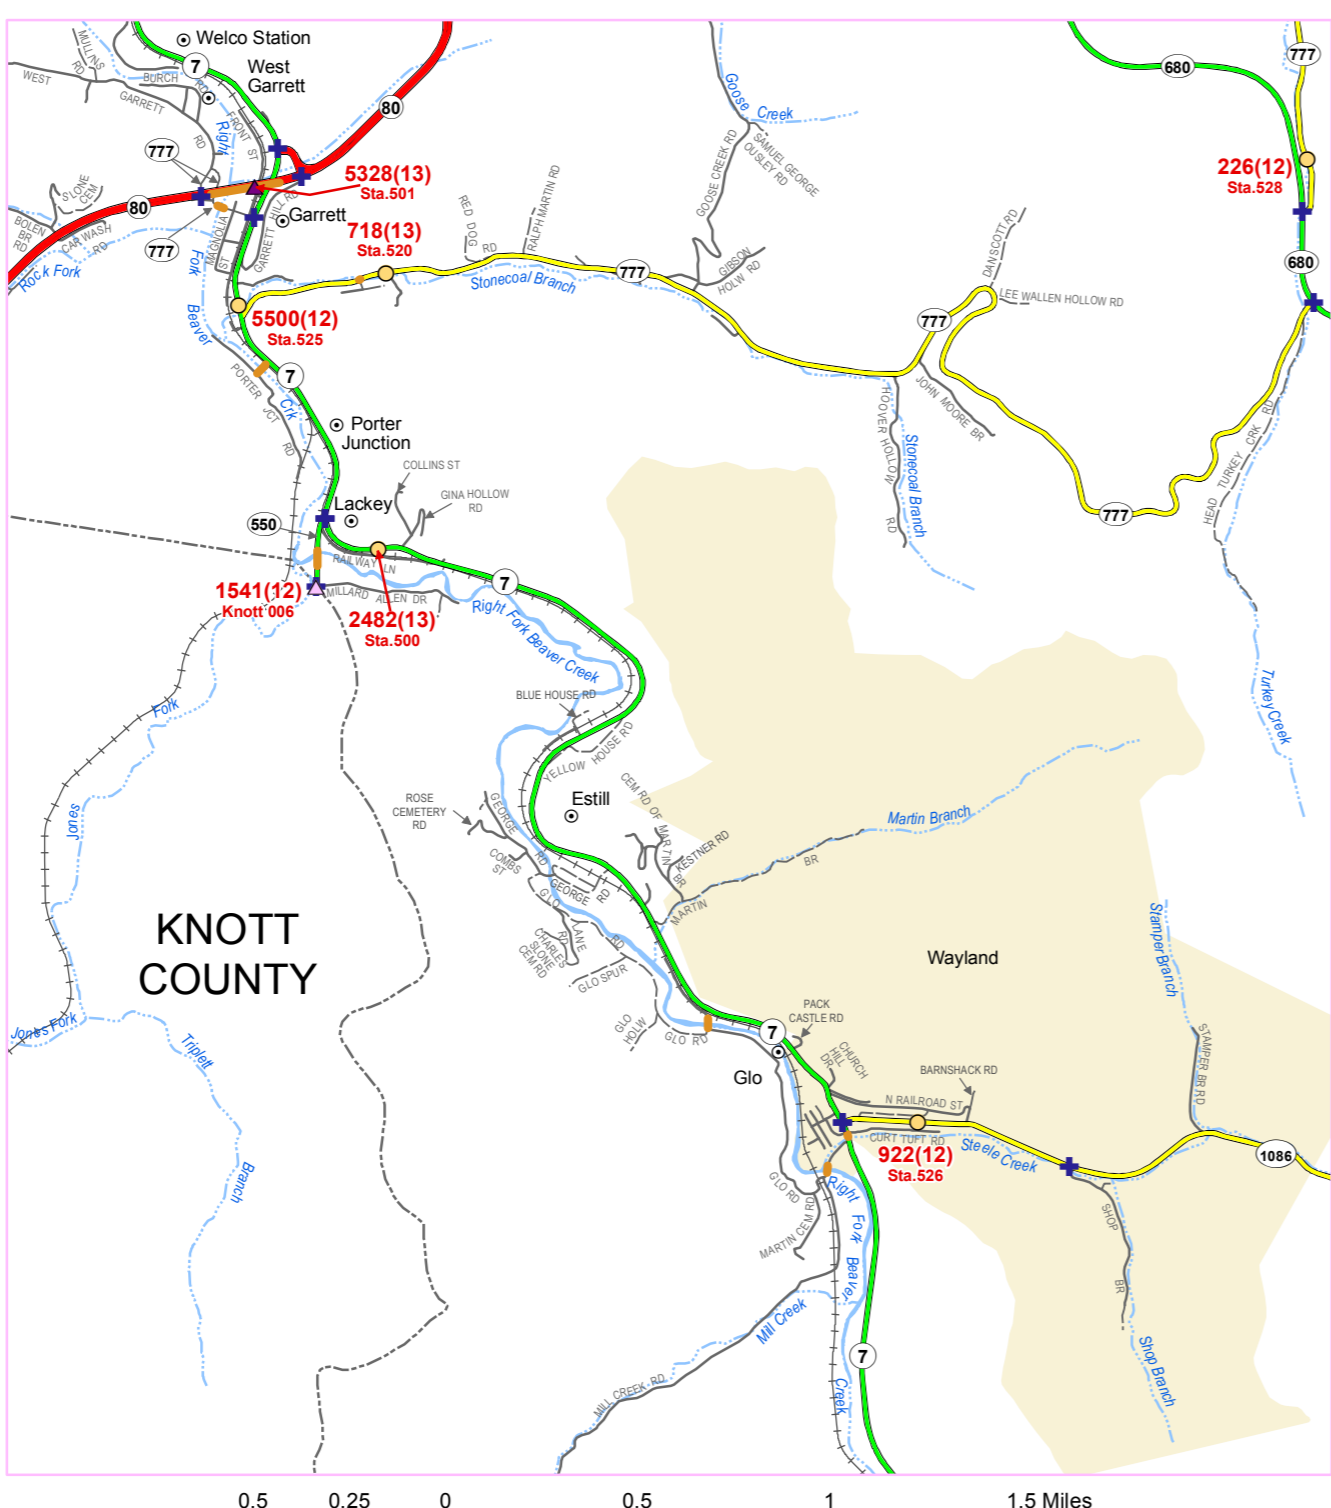 Welco Station
West
Garrett
7
MULLINS
RD
BURCH
RD
WEST
GARRETT
RD
FRONT ST
80
777
680
777
Goose Creek
SAMUEL GEORGE
OUSLEY RD
GOOSE CREEK RD
5328(13)
Sta.501
226(12)
Sta.528
777
SLONE
CEM
80
BOLEN
BR
RD
CAR WASH
RD
777
MAGNOLIA
ST
GARRETT
HILL RD
Garrett
718(13)
Sta.520
RED DOG
RD
RALPH MARTIN RD
Stonecoal Branch
777
GIBSON
HOLW RD
DAN SCOTT RD
LEE WALLEN HOLLOW RD
777
680
Rock Fork
Right
Fork
Beaver
Crk
5500(12)
Sta.525
7
PORTER
JCT
RD
Porter
Junction
JOHN MOORE BR
HOOVER HOLLOW
RD
Stonecoal Branch
HEAD TURKEY CRK RD
777
COLLINS ST
GINA HOLLOW
RD
Lackey
550
RAILWAY LN
7
1541(12)
Knott 006
MILLARD ALLEN DR
2482(13)
Sta.500
Right Fork Beaver Creek
Turkey Creek
Fork
Jones
BLUE HOUSE RD
YELLOW HOUSE RD
Estill
ROSE
CEMETERY
RD
GEORGE
RD
COMBS
ST
GEORGE
RD
CEM RD OF MARTIN
BR
KESTNER RD
MARTIN
BR
Martin Branch
GLO
RD
LANE
RD
CHARLES
SLONE
CEM RD
GLO SPUR
GLO
HOLW
GLO RD
KNOTT
COUNTY
Wayland
Stamper Branch
STAMPER BR RD
Jones Fork
Triplett
Branch
7
PACK
CASTLE RD
CHURCH
HILL
DR
Glo
BARNSHACK RD
N RAILROAD ST
CURT TUFT RD
922(12)
Sta.526
Steele Creek
1086
GLO RD
MARTIN CEM RD
Right Fork
Beaver
Creek
SHOP
BR
Shop Branch
Mill Creek
MILL CREEK RD
7
0.5 0.25 0 0.5 1 1.5 Miles